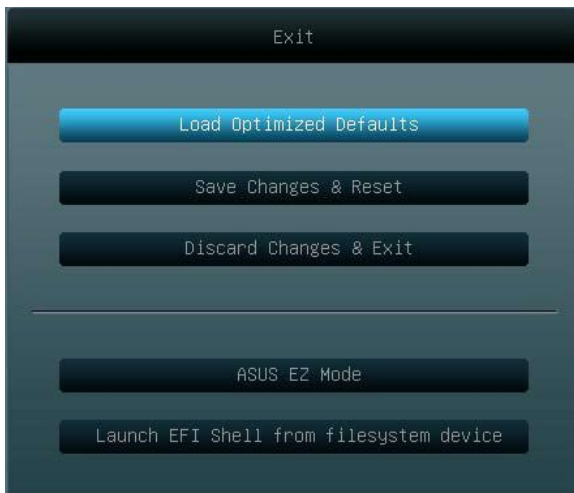 Exit
Load Optimized Defaults
Save Changes & Reset
Discard Changes & Exit
ASUS EZ Mode
Launch EFI Shell from filesystem device